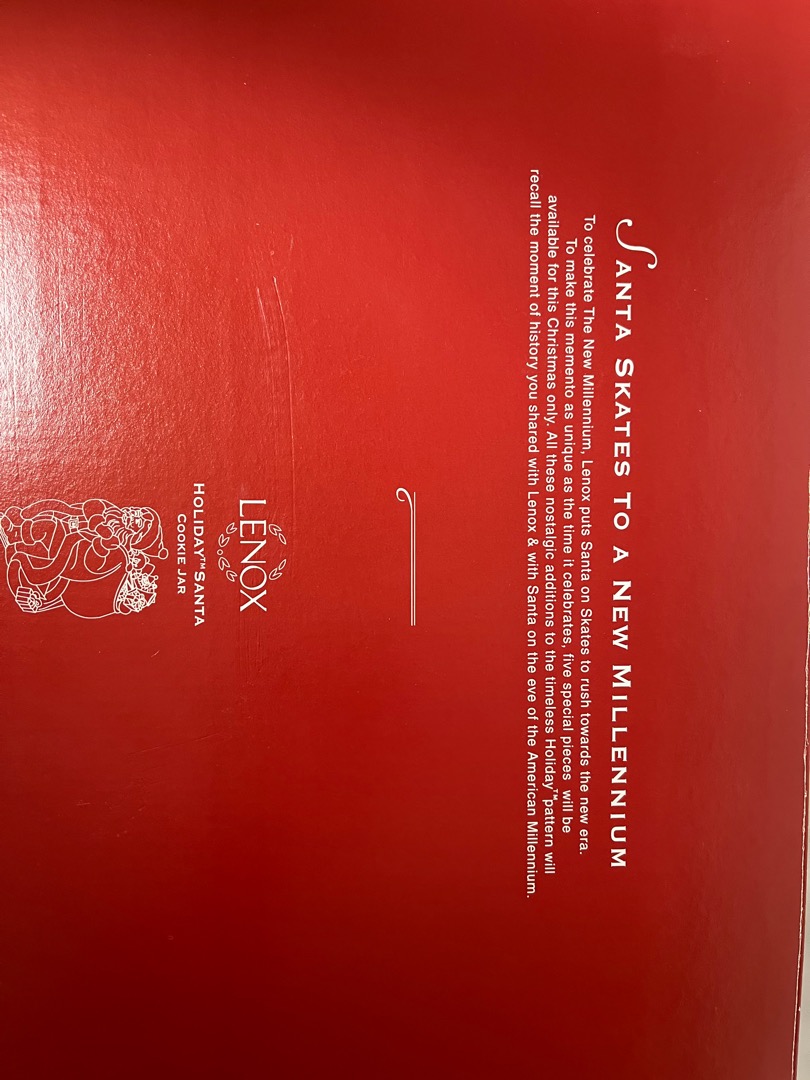 SANTA SKATES TO A NEW MILLENNIUM
To celebrate The New Millennium, Lenox puts Santa on Skates to rush towards the new era.
To make this memento as unique as the time it celebrates, five special pieces will be
available for this Christmas only. All these nostalgic additions to the timeless Holiday™ pattern will
recall the moment of history you shared with Lenox & with Santa on the eve of the American Millennium.
LENOX
HOLIDAY™ SANTA
COOKIE JAR